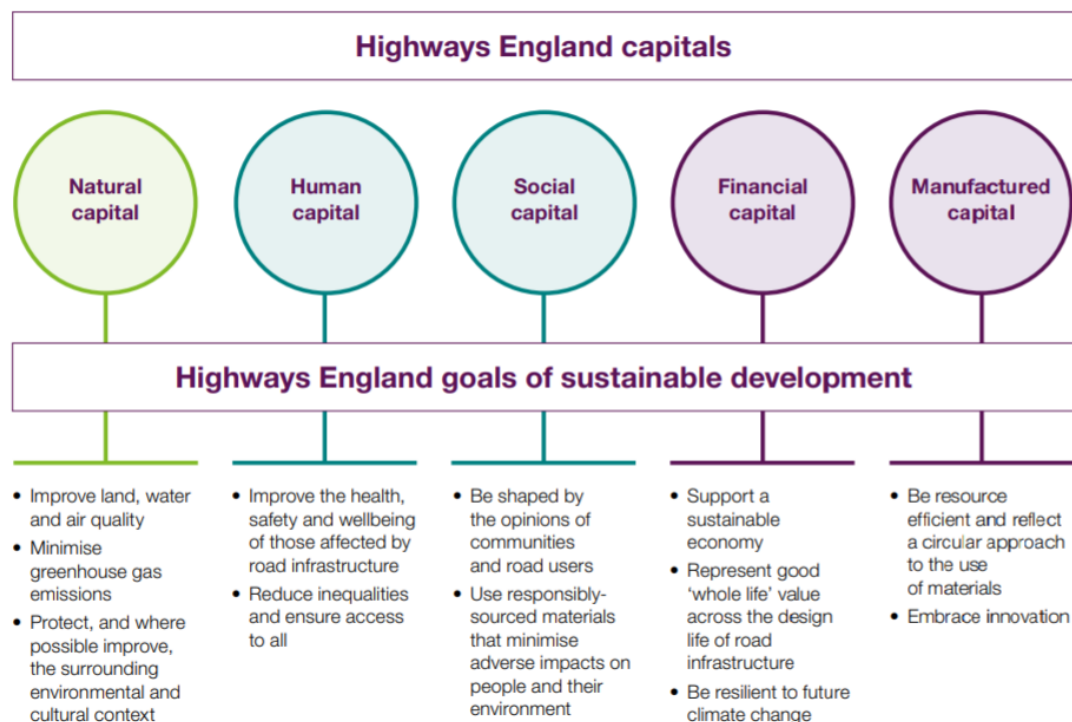 Highways England capitals
Natural
capital
Human
capital
Social
capital
Financial
capital
Manufactured
capital
Highways England goals of sustainable development
• Improve land, water
and air quality
• Minimise
greenhouse gas
emissions
• Protect, and where
possible improve,
the surrounding
environmental and
cultural context
• Improve the health,
safety and wellbeing
of those affected by
road infrastructure
• Reduce inequalities
and ensure access
to all
• Be shaped by
the opinions of
communities
and road users
• Use responsibly-
sourced materials
that minimise
adverse impacts on
people and their
environment
• Support a
sustainable
economy
• Represent good
‘whole life’ value
across the design
life of road
infrastructure
• Be resilient to future
climate change
• Be resource
efficient and reflect
a circular approach
to the use
of materials
• Embrace innovation